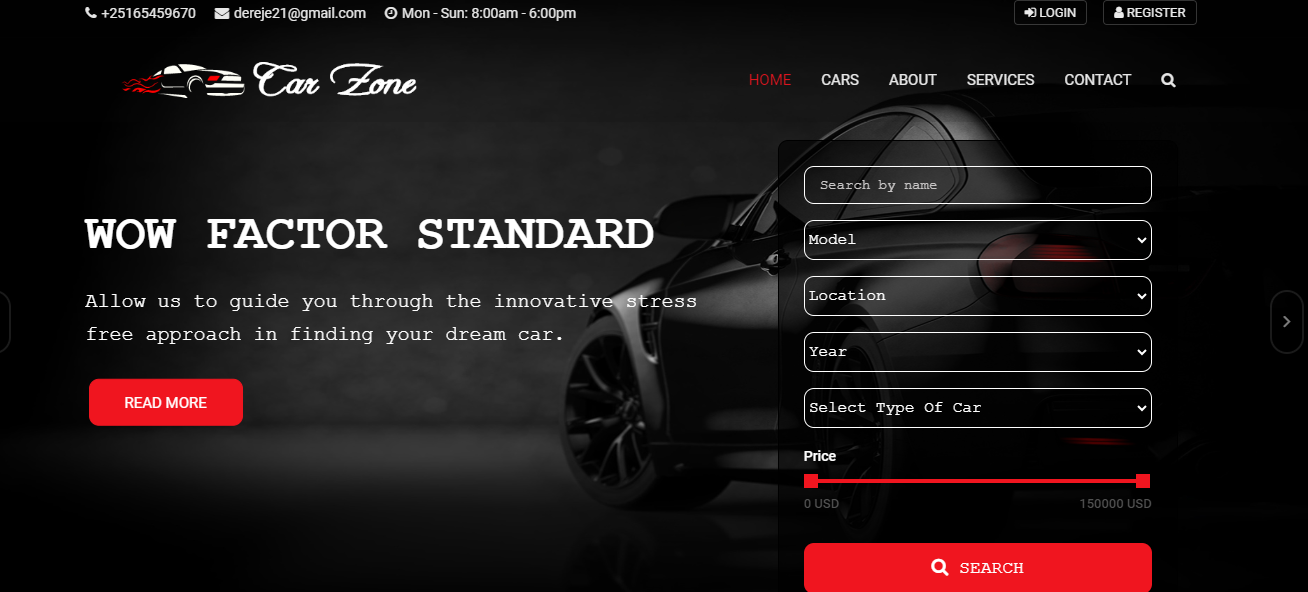 +25165459670 dereje21@gmail.com Mon - Sun: 8:00am - 6:00pm LOGIN REGISTER
Car Zone HOME CARS ABOUT SERVICES CONTACT
WOW FACTOR STANDARD
Allow us to guide you through the innovative stress
free approach in finding your dream car.
READ MORE
Search by name
Model
Location
Year
Select Type Of Car
Price
0 USD 150000 USD
SEARCH